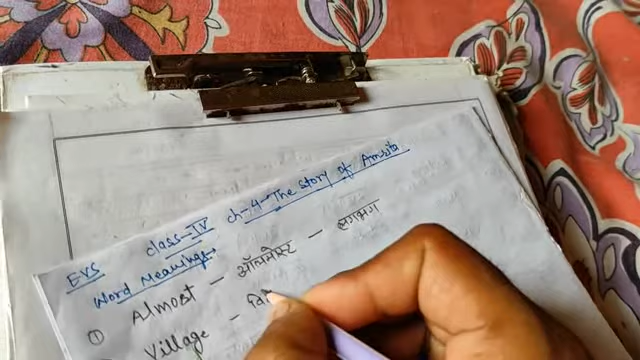 EVS class-IV ch-4-The story of Amrita
Word Meanings
① Almost - ऑलमोस्ट - लगभग
Village - वि